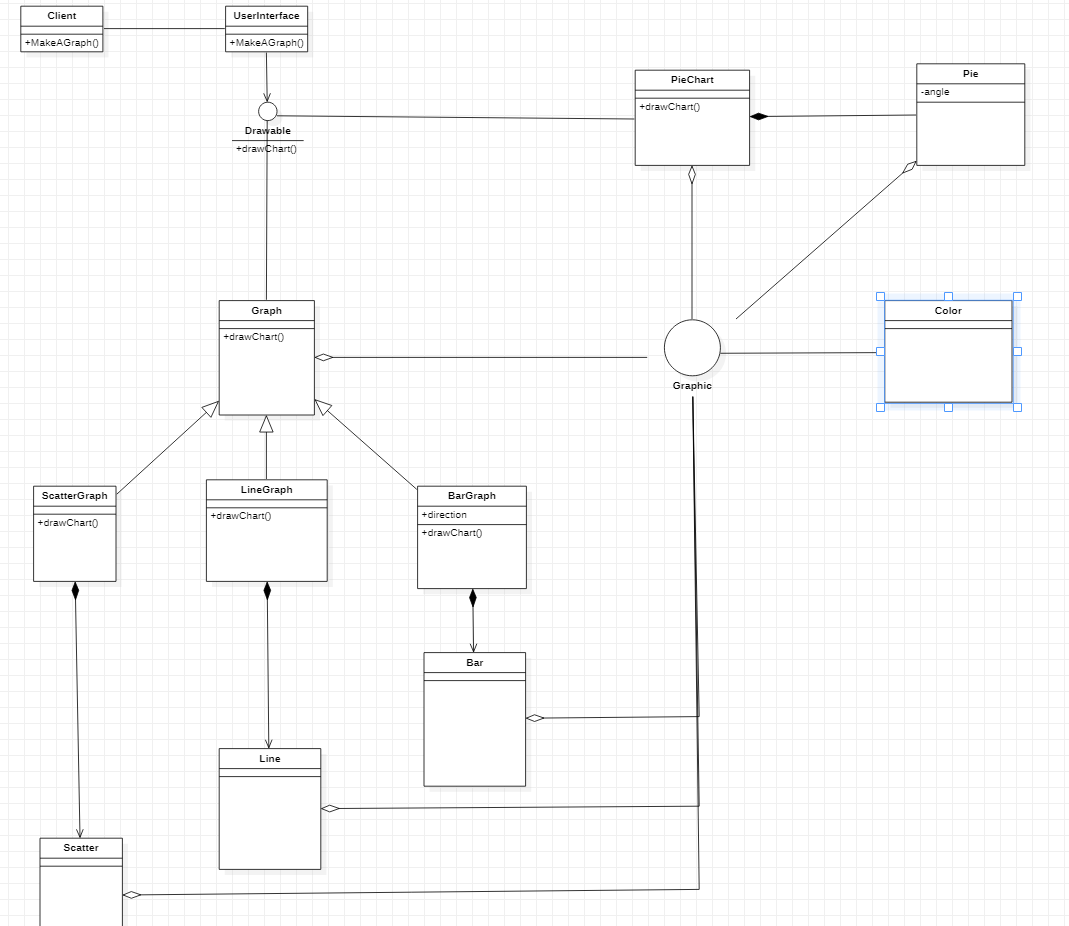 Client
+MakeAGraph()
UserInterface
+MakeAGraph()
Drawable
+drawChart()
PieChart
+drawChart()
Pie
-angle
Graph
+drawChart()
Graphic
Color
ScatterGraph
+drawChart()
LineGraph
+drawChart()
BarGraph
+direction
+drawChart()
Bar
Line
Scatter